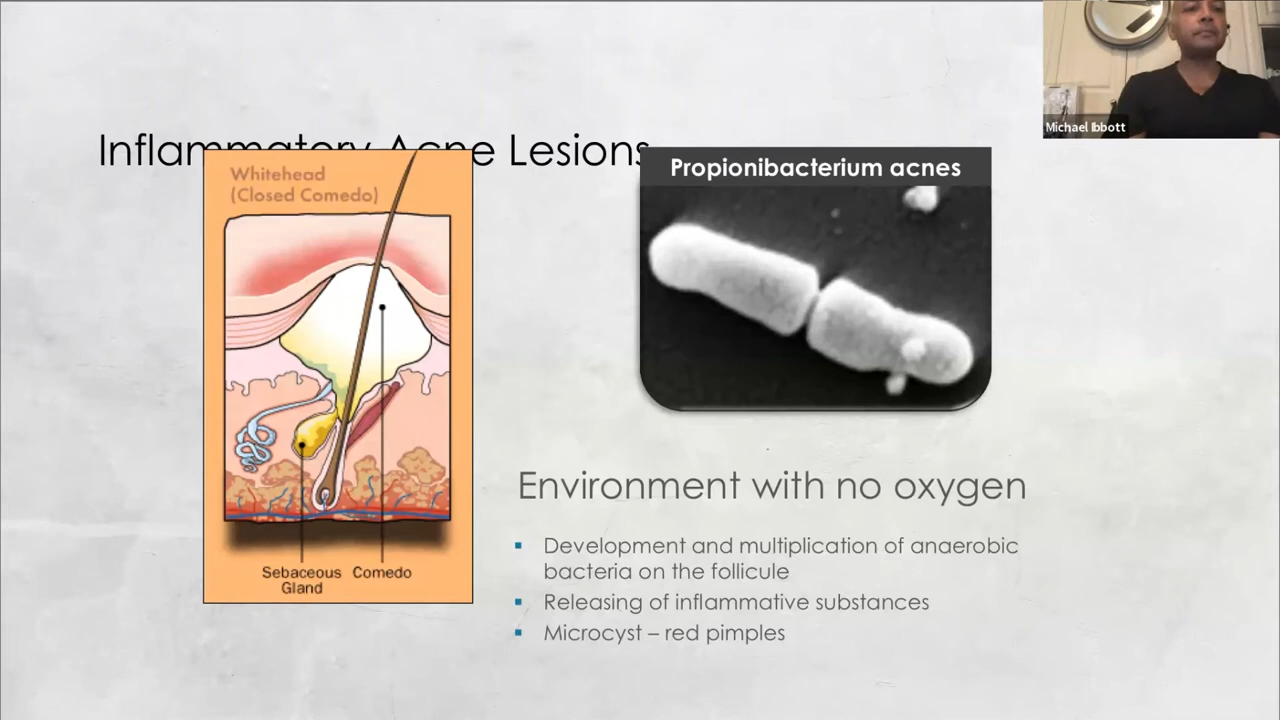 Michael Ibbott
Inflammatory Acne Lesions
Whitehead
(Closed Comedo)
Sebaceous Comedo
Gland
Propionibacterium acnes
Environment with no oxygen
▪ Development and multiplication of anaerobic
bacteria on the follicule
▪ Releasing of inflammative substances
▪ Microcyst – red pimples